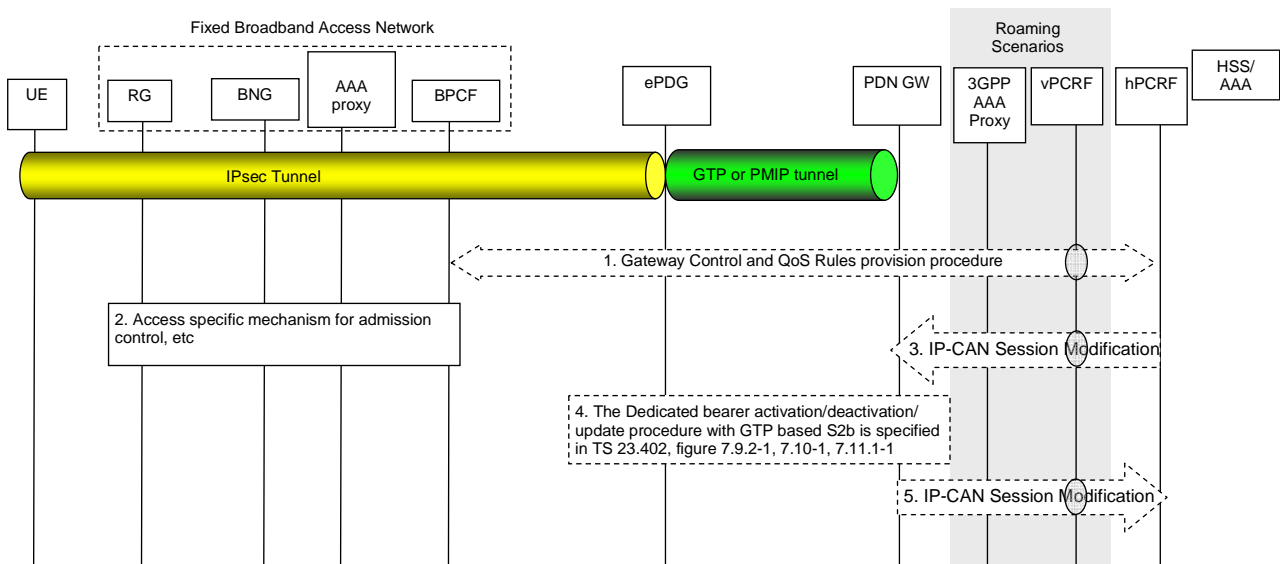 Fixed Broadband Access Network
Roaming
Scenarios
UE
RG
BNG
AAA
proxy
BPCF
ePDG
PDN GW
3GPP
AAA
Proxy
vPCRF
hPCRF
HSS/
AAA
IPsec Tunnel
GTP or PMIP tunnel
1. Gateway Control and QoS Rules provision procedure
2. Access specific mechanism for admission
control, etc
3. IP-CAN Session Modification
4. The Dedicated bearer activation/deactivation/
update procedure with GTP based S2b is specified
in TS 23.402, figure 7.9.2-1, 7.10-1, 7.11.1-1
5. IP-CAN Session Modification